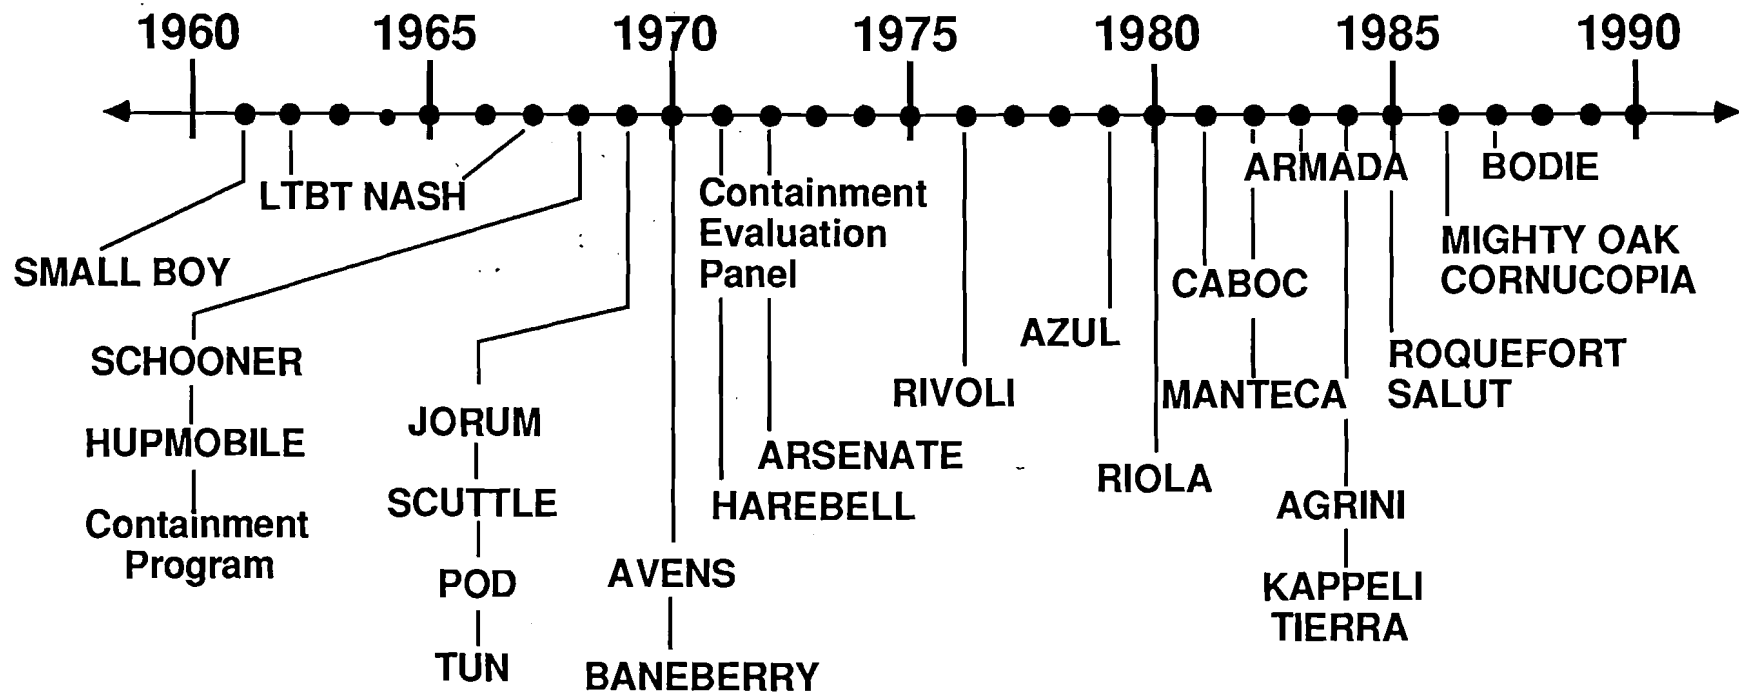 1960 1965 1970 1975 1980 1985 1990
SMALL BOY
LTBT NASH
SCHOONER
HUPMOBILE
Containment
Program
JORUM
SCUTTLE
POD
TUN
AVENS
BANEBERRY
Containment
Evaluation
Panel
HAREBELL
ARSENATE
RIVOLI
AZUL
RIOLA
CABOC
MANTECA
ARMADA
AGRINI
KAPPELI
TIERRA
ROQUEFORT
SALUT
MIGHTY OAK
CORNUCOPIA
BODIE